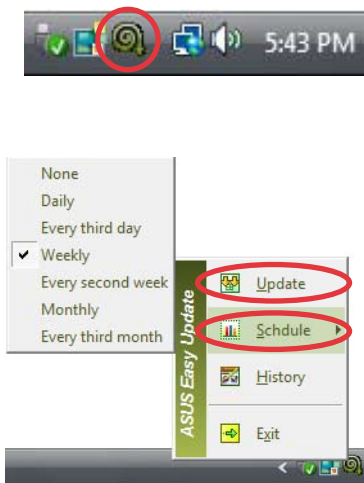 5:43 PM
None
Daily
Every third day
Weekly
Every second week
Monthly
Every third month
ASUS Easy Update
Update
Schdule
History
Exit